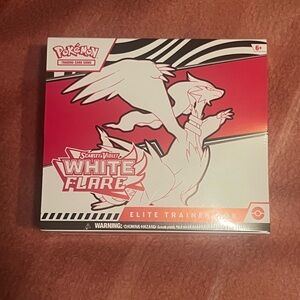 Pokémon
TRADING CARD GAME
6+
SCARLET & VIOLET
WHITE
FLARE
ELITE TRAINER BOX
WARNING: CHOKING HAZARD